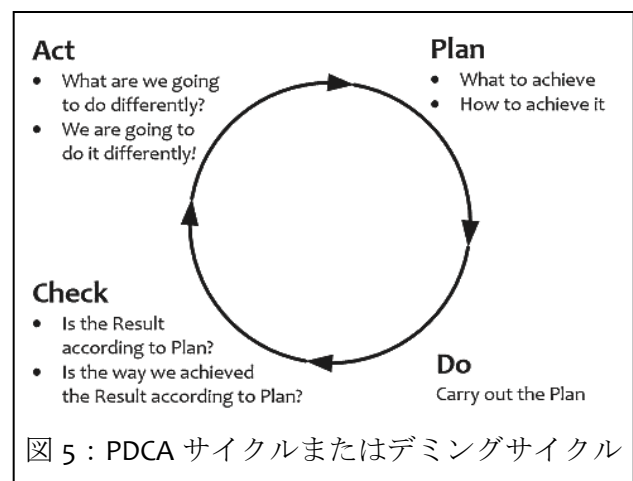 Act
• What are we going
to do differently?
• We are going to
do it differently!
Plan
• What to achieve
• How to achieve it
Check
• Is the Result
according to Plan?
• Is the way we achieved
the Result according to Plan?
Do
Carry out the Plan
図 5：PDCA サイクルまたはデミングサイクル